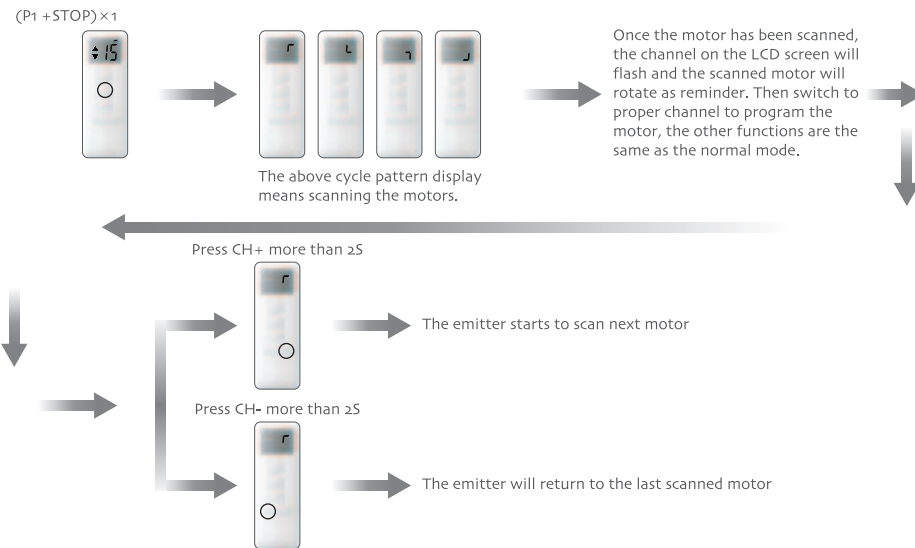 (P1 +STOP)×1
15
The above cycle pattern display
means scanning the motors.
Once the motor has been scanned,
the channel on the LCD screen will
flash and the scanned motor will
rotate as reminder. Then switch to
proper channel to program the
motor, the other functions are the
same as the normal mode.
Press CH+ more than 2S
The emitter starts to scan next motor
Press CH- more than 2S
The emitter will return to the last scanned motor